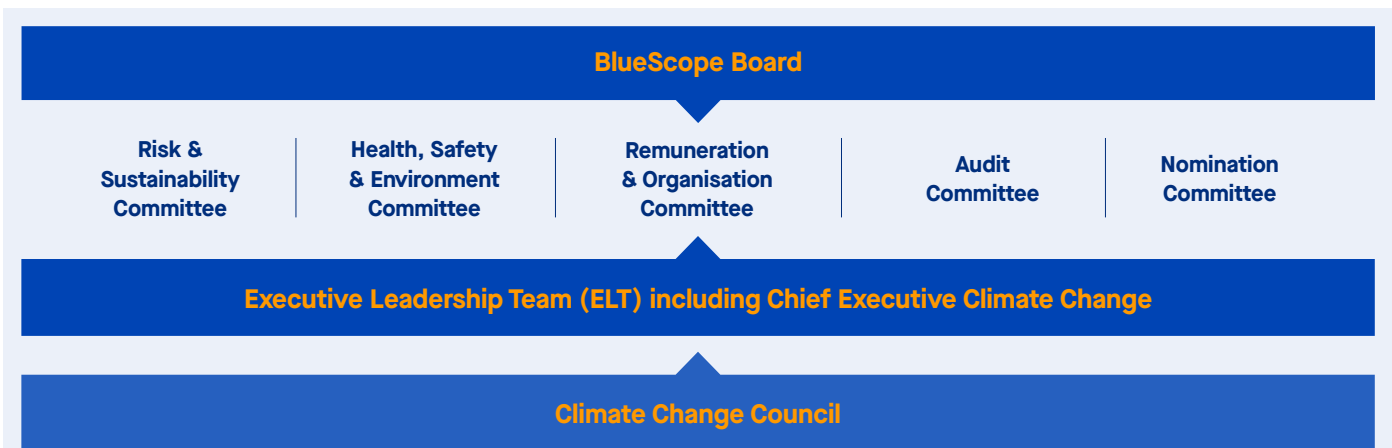 BlueScope Board
Risk &
Sustainability
Committee
Health, Safety
& Environment
Committee
Remuneration
& Organisation
Committee
Audit
Committee
Nomination
Committee
Executive Leadership Team (ELT) including Chief Executive Climate Change
Climate Change Council